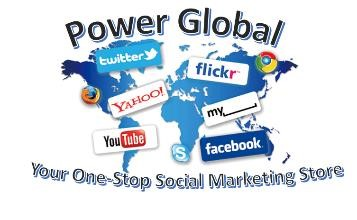 Power Global
twitter
flickr
YAHOO!
my
YouTube
facebook
Your One-Stop Social Marketing Store